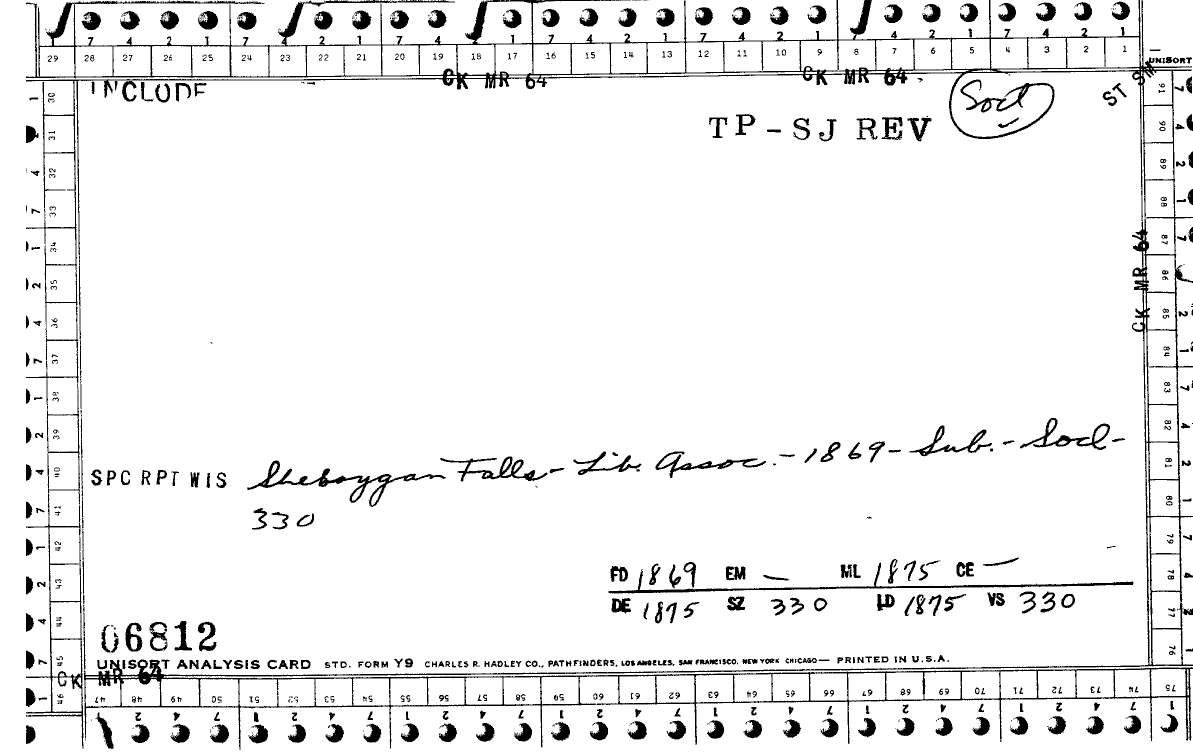 7 4 2 1 7 4 2 1 7 4 2 1 7 4 2 1 7 4 2 1 7 4 2 1 7 4 2 1
29 28 27 26 25 24 23 22 21 20 19 18 17 16 15 14 13 12 11 10 9 8 7 6 5 4 3 2 1
UNISORT
CK MR 64 CK MR 64
INCLUDE
ST SM
Socl
TP-SJ REV
CK MR 64
SPC RPT WIS Sheboygan Falls-Lib. Assoc.-1869-Sub.-Socl-
330
FD 1869 EM — ML 1875 CE —
DE 1875 SZ 330 LD 1875 VS 330
06812
UNISORT ANALYSIS CARD STD. FORM Y9 CHARLES R. HADLEY CO., PATHFINDERS, LOS ANGELES, SAN FRANCISCO, NEW YORK CHICAGO— PRINTED IN U.S.A.
CK MR 64
30 31 32 33 34 35 36 37 38 39 40 41 42 43 44 45 46
47 48 49 50 51 52 53 54 55 56 57 58 59 60 61 62 63 64 65 66 67 68 69 70 71 72 73 74 75
76 77 78 79 80 81 82 83 84 85 86 87 88 89 90 91